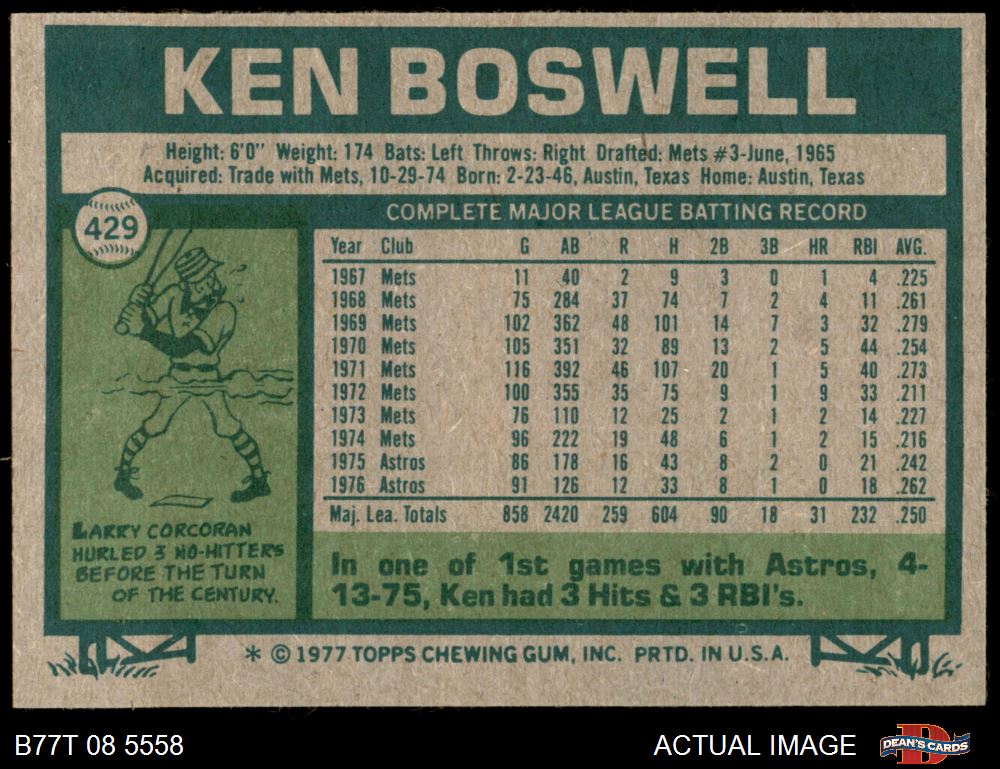 KEN BOSWELL
Height: 6'0" Weight: 174 Bats: Left Throws: Right Drafted: Mets #3-June, 1965
Acquired: Trade with Mets, 10-29-74 Born: 2-23-46, Austin, Texas Home: Austin, Texas
429
COMPLETE MAJOR LEAGUE BATTING RECORD
Year Club G AB R H 2B 3B HR RBI AVG.
1967 Mets 11 40 2 9 3 0 1 4 .225
1968 Mets 75 284 37 74 7 2 4 11 .261
1969 Mets 102 362 48 101 14 7 3 32 .279
1970 Mets 105 351 32 89 13 2 5 44 .254
1971 Mets 116 392 46 107 20 1 5 40 .273
1972 Mets 100 355 35 75 9 1 9 33 .211
1973 Mets 76 110 12 25 2 1 2 14 .227
1974 Mets 96 222 19 48 6 1 2 15 .216
1975 Astros 86 178 16 43 8 2 0 21 .242
1976 Astros 91 126 12 33 8 1 0 18 .262
Maj. Lea. Totals 858 2420 259 604 90 18 31 232 .250
LARRY CORCORAN
HURLED 3 NO-HITTERS
BEFORE THE TURN
OF THE CENTURY.
In one of 1st games with Astros, 4-
13-75, Ken had 3 Hits & 3 RBI's.
* © 1977 TOPPS CHEWING GUM, INC. PRTD. IN U.S.A.
B77T 08 5558
ACTUAL IMAGE
DEAN'S CARDS